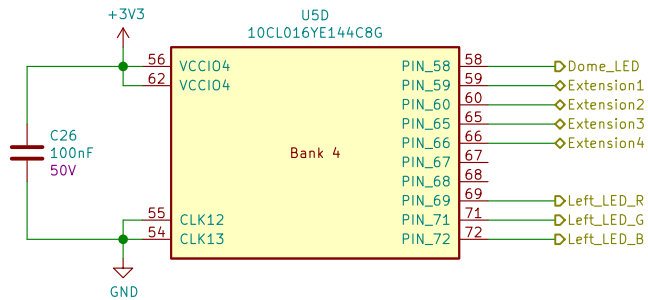 +3V3
U5D
10CL016YE144C8G
56 VCCIO4 PIN_58 58 Dome_LED
62 VCCIO4 PIN_59 59 Extension1
PIN_60 60 Extension2
PIN_65 65 Extension3
C26
100nF
50V
Bank 4
PIN_66 66 Extension4
PIN_67 67
PIN_68 68
PIN_69 69 Left_LED_R
55 CLK12 PIN_71 71 Left_LED_G
54 CLK13 PIN_72 72 Left_LED_B
GND